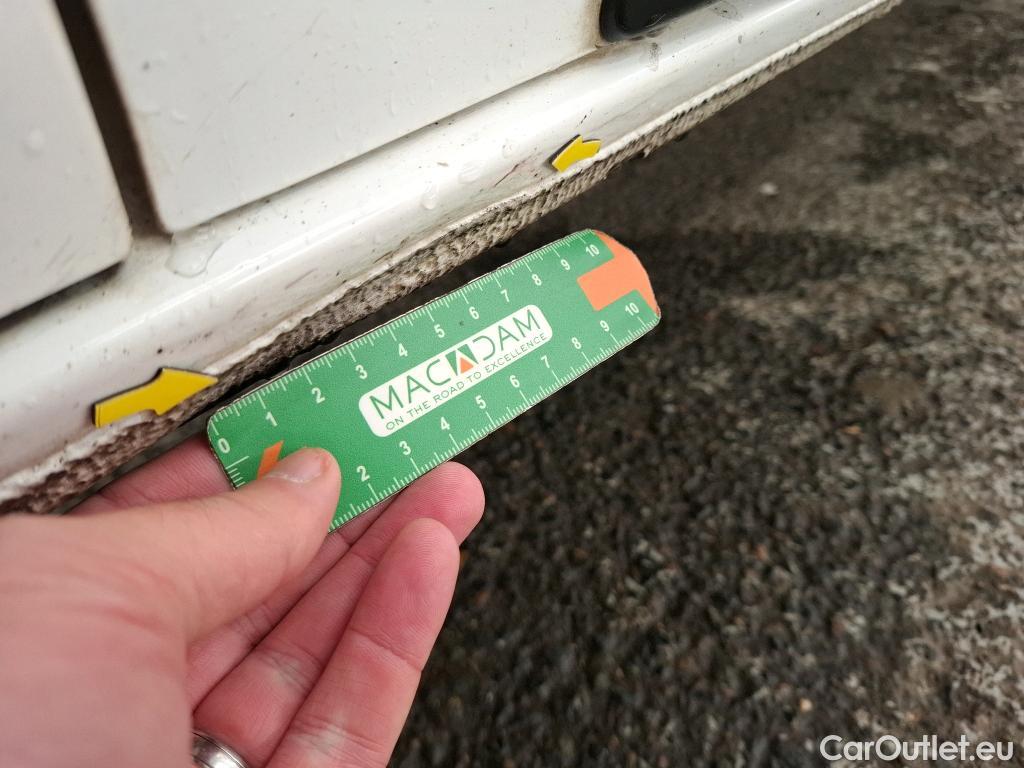 0 1 2 3 4 5 6 7 8 9 10
MACADAM
ON THE ROAD TO EXCELLENCE
2 3 4 5 6 7 8 9 10
CarOutlet.eu